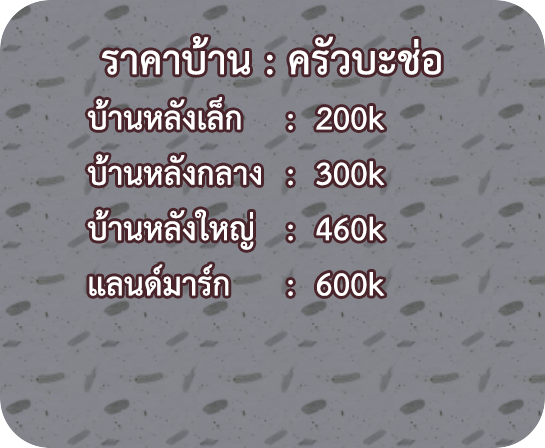 ราคาบ้าน : ครัวบะช่อ
บ้านหลังเล็ก : 200k
บ้านหลังกลาง : 300k
บ้านหลังใหญ่ : 460k
แลนด์มาร์ก : 600k